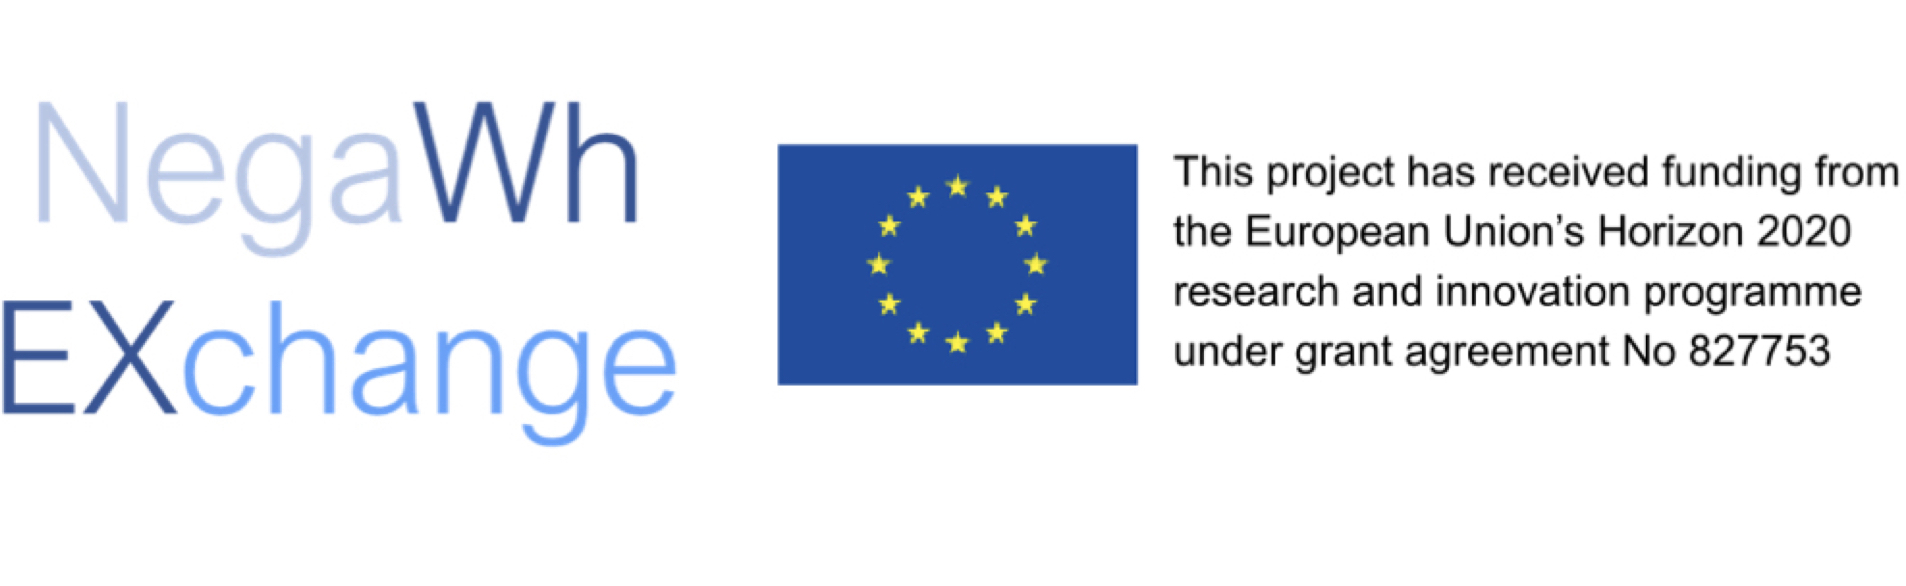 NegaWh
EXchange
This project has received funding from
the European Union’s Horizon 2020
research and innovation programme
under grant agreement No 827753